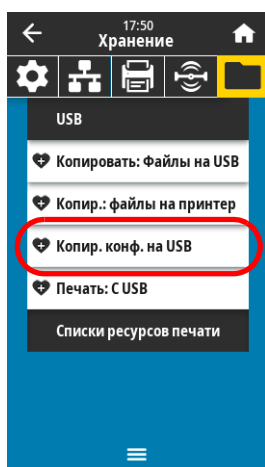 17:50
Хранение
USB
Копировать: Файлы на USB
Копир.: файлы на принтер
Копир. конф. на USB
Печать: С USB
Списки ресурсов печати